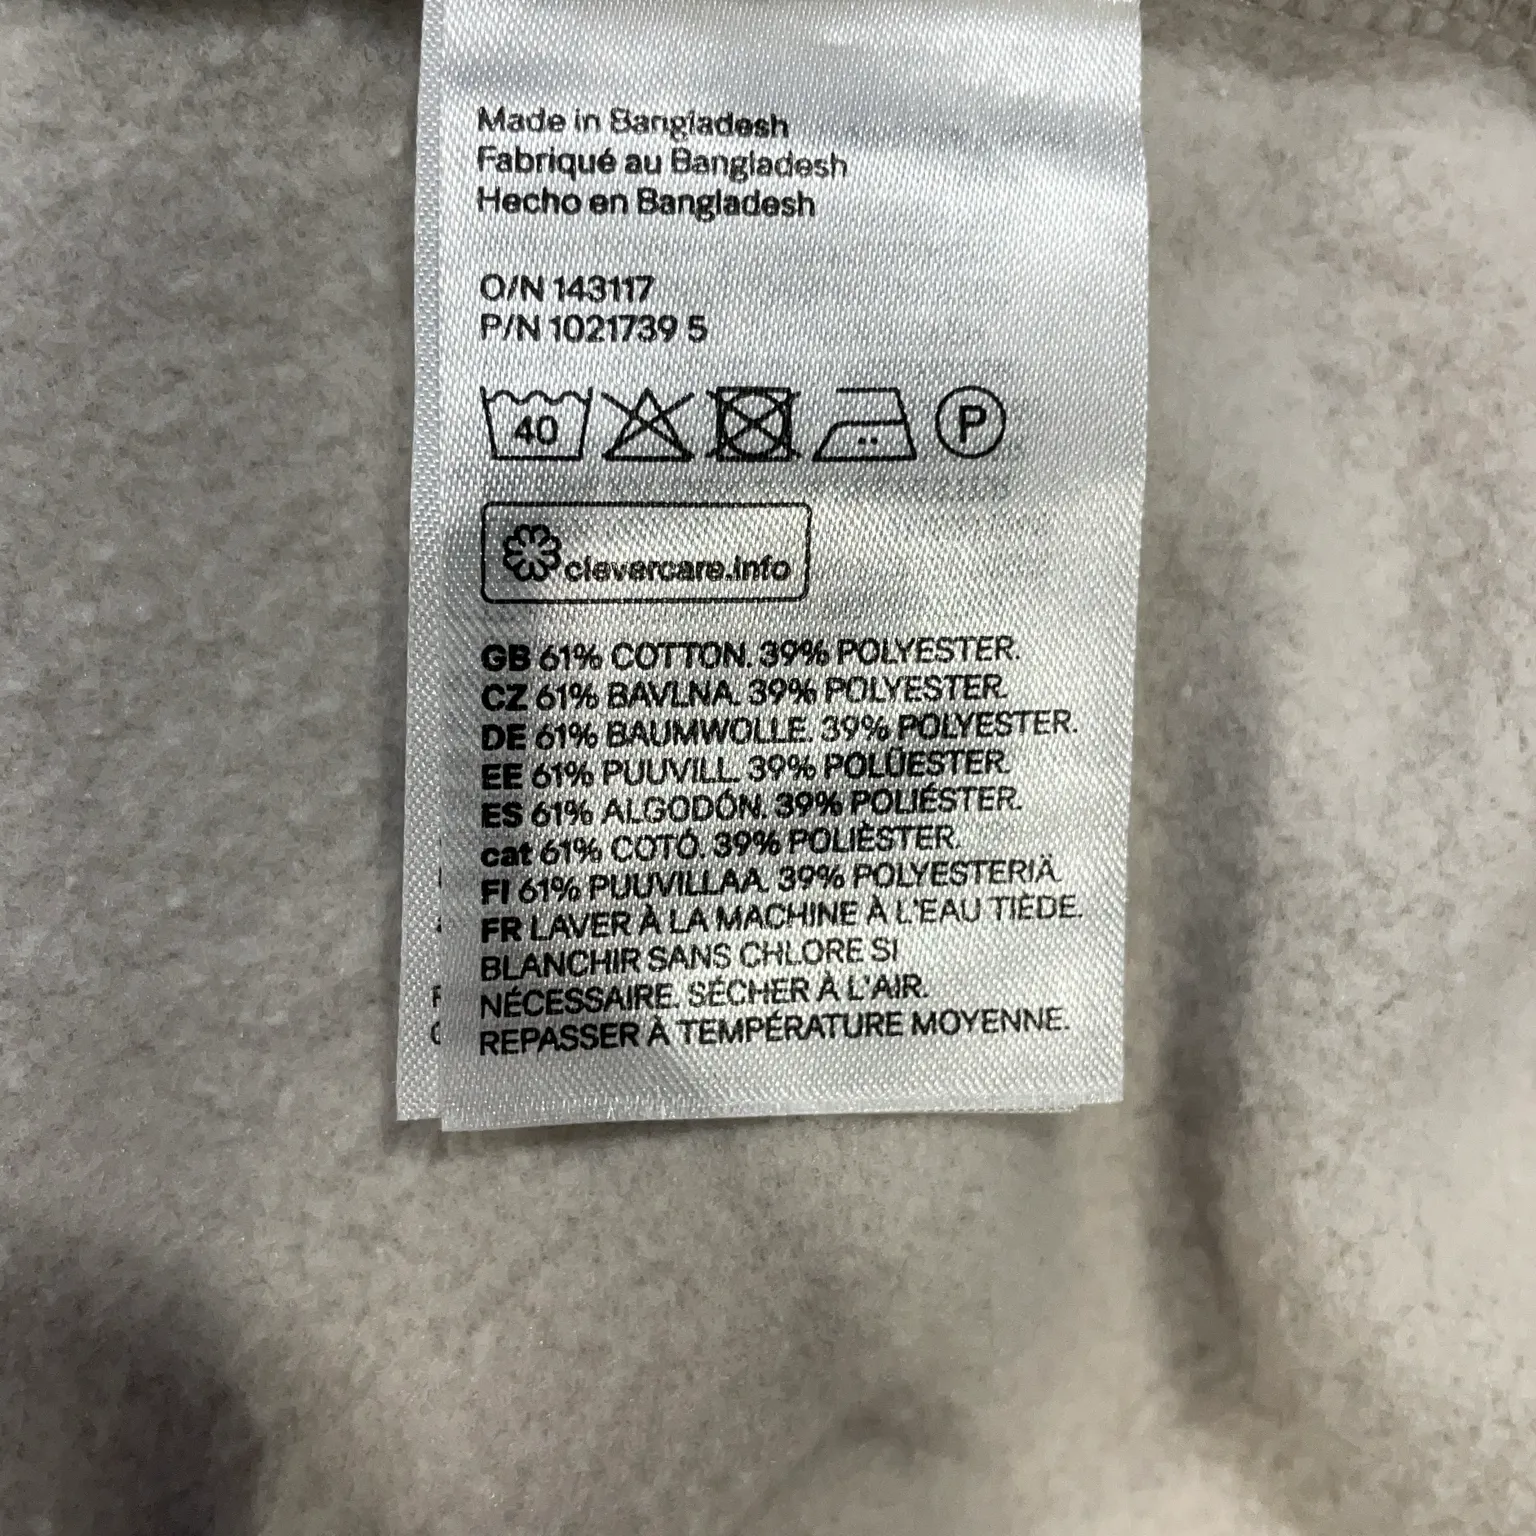 Made in Bangladesh
Fabriqué au Bangladesh
Hecho en Bangladesh
O/N 143117
P/N 1021739 5
40 P
clevercare.info
GB 61% COTTON. 39% POLYESTER.
CZ 61% BAVLNA. 39% POLYESTER.
DE 61% BAUMWOLLE. 39% POLYESTER.
EE 61% PUUVILL. 39% POLÜESTER.
ES 61% ALGODÓN. 39% POLIÉSTER.
cat 61% COTÓ. 39% POLIÈSTER.
FI 61% PUUVILLAA. 39% POLYESTERIÄ.
FR LAVER À LA MACHINE À L'EAU TIÈDE.
BLANCHIR SANS CHLORE SI
NÉCESSAIRE. SÉCHER À L'AIR.
REPASSER À TEMPÉRATURE MOYENNE.